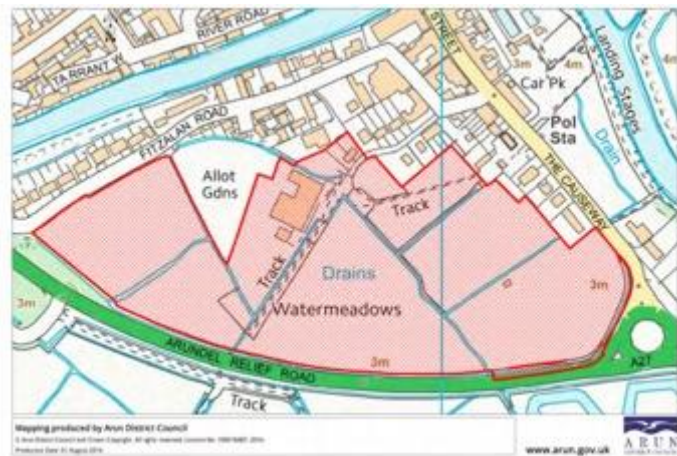 RIVER ROAD
TARRANT W
STREET
3m
4m
4m
Car Pk
Landing Stages
Drain
Pol
Sta
FITZALAN ROAD
Allot
Gdns
THE CAUSEWAY
Track
Track
Drains
Watermeadows
3m
3m
3m
ARUNDEL RELIEF ROAD
A27
Track
Mapping produced by Arun District Council
www.arun.gov.uk
ARUN